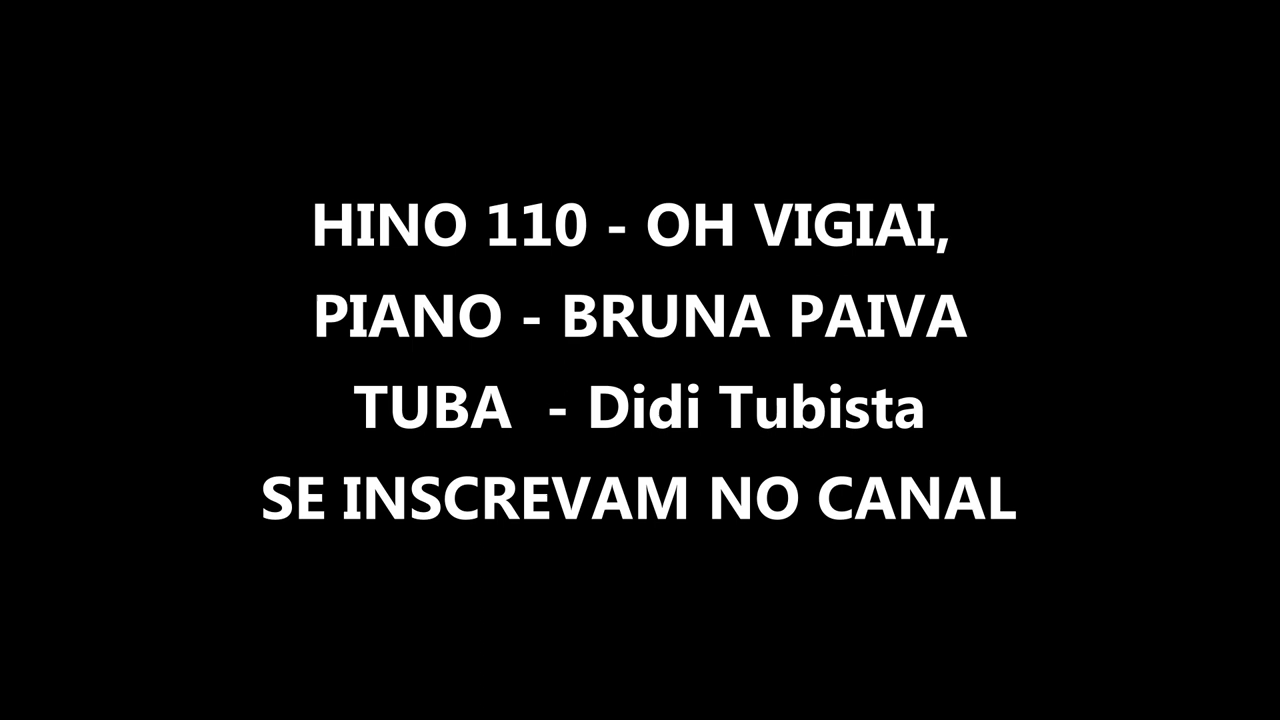 HINO 110 - OH VIGIAI,
PIANO - BRUNA PAIVA
TUBA  - Didi Tubista
SE INSCREVAM NO CANAL